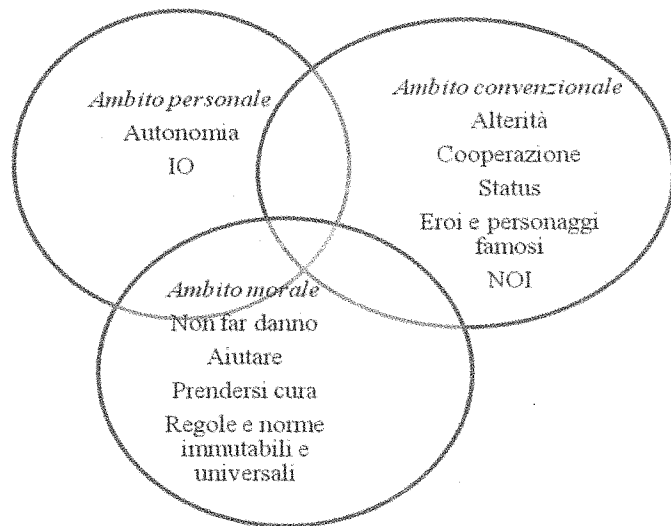 Ambito personale
Autonomia
IO
Ambito convenzionale
Alterità
Cooperazione
Status
Eroi e personaggi
famosi
NOI
Ambito morale
Non far danno
Aiutare
Prendersi cura
Regole e norme
immutabili e
universali